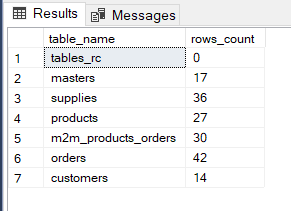 Results Messages
table_name rows_count
1 tables_rc 0
2 masters 17
3 supplies 36
4 products 27
5 m2m_products_orders 30
6 orders 42
7 customers 14